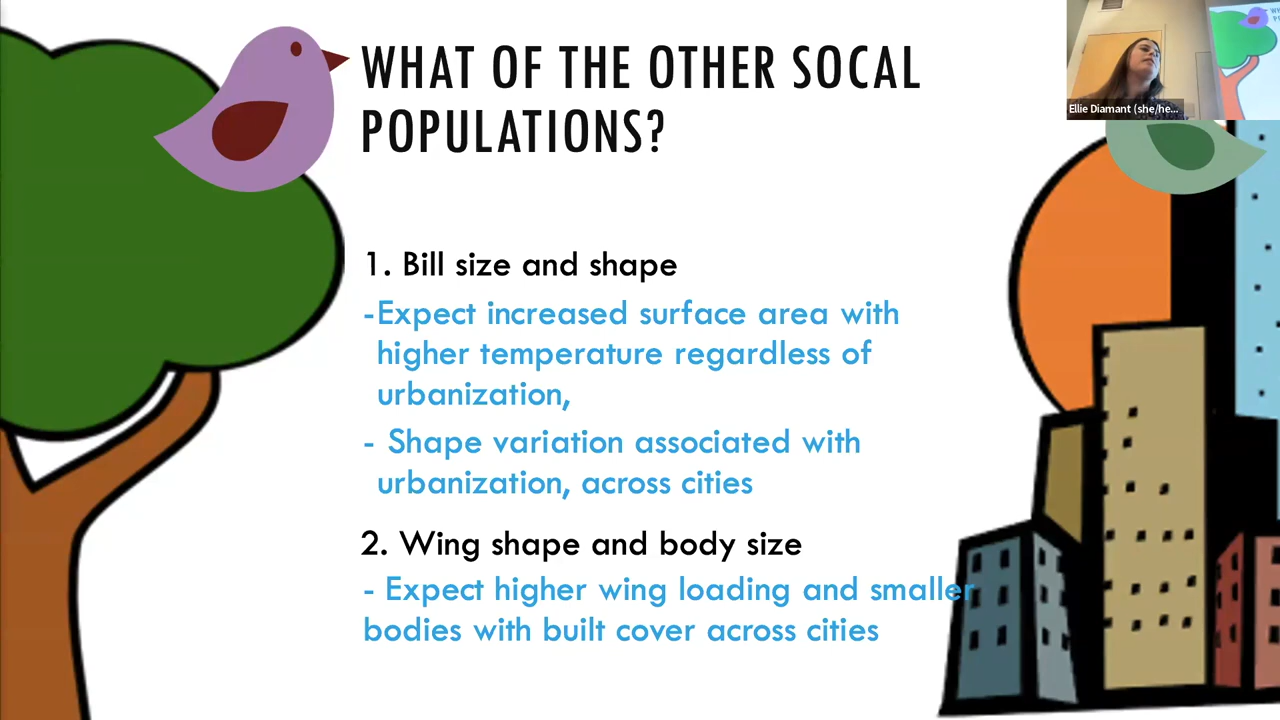 WHAT OF THE OTHER SOCAL
POPULATIONS?
Ellie Diamant (she/he...
1. Bill size and shape
-Expect increased surface area with
higher temperature regardless of
urbanization,
- Shape variation associated with
urbanization, across cities
2. Wing shape and body size
- Expect higher wing loading and smaller
bodies with built cover across cities